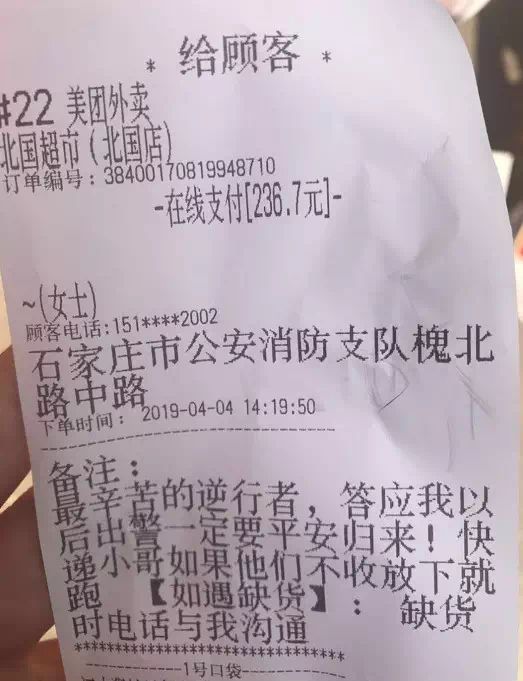 * 给顾客 *
#22 美团外卖
北国超市(北国店)
订单编号：38400170819948710
-在线支付[236.7元]-
~(女士)
顾客电话:151****2002
石家庄市公安消防支队槐北
路中路
下单时间： 2019-04-04 14:19:50
备注：
最辛苦的逆行者，答应我以
后出警一定要平安归来！快
递小哥如果他们不收放下就
跑 【如遇缺货】： 缺货
时电话与我沟通
********************************
----------1号口袋----------